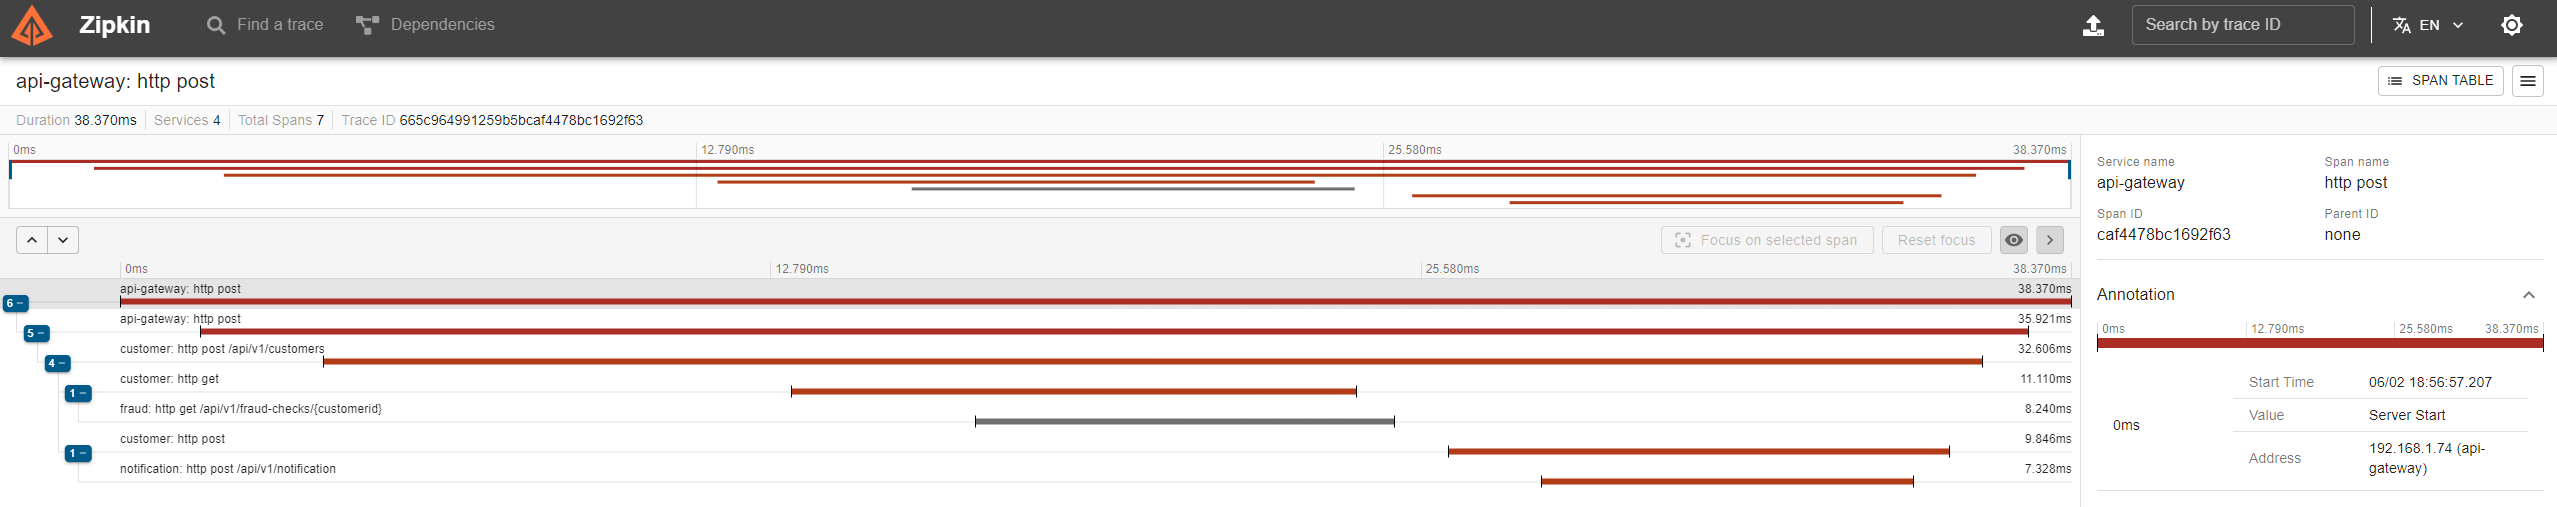 Zipkin
Find a trace
Dependencies
Search by trace ID
EN
api-gateway: http post
SPAN TABLE
Duration 38.370ms Services 4 Total Spans 7 Trace ID 665c964991259b5bcaf4478bc1692f63
0ms 12.790ms 25.580ms 38.370ms
Focus on selected span
Reset focus
0ms 12.790ms 25.580ms 38.370ms
api-gateway: http post 38.370ms
6 −
api-gateway: http post 35.921ms
5 −
customer: http post /api/v1/customers 32.606ms
4 −
customer: http get 11.110ms
1 −
fraud: http get /api/v1/fraud-checks/{customerid} 8.240ms
customer: http post 9.846ms
1 −
notification: http post /api/v1/notification 7.328ms
Service name Span name
api-gateway http post
Span ID Parent ID
caf4478bc1692f63 none
Annotation
0ms 12.790ms 25.580ms 38.370ms
0ms
Start Time 06/02 18:56:57.207
Value Server Start
Address 192.168.1.74 (api-
gateway)